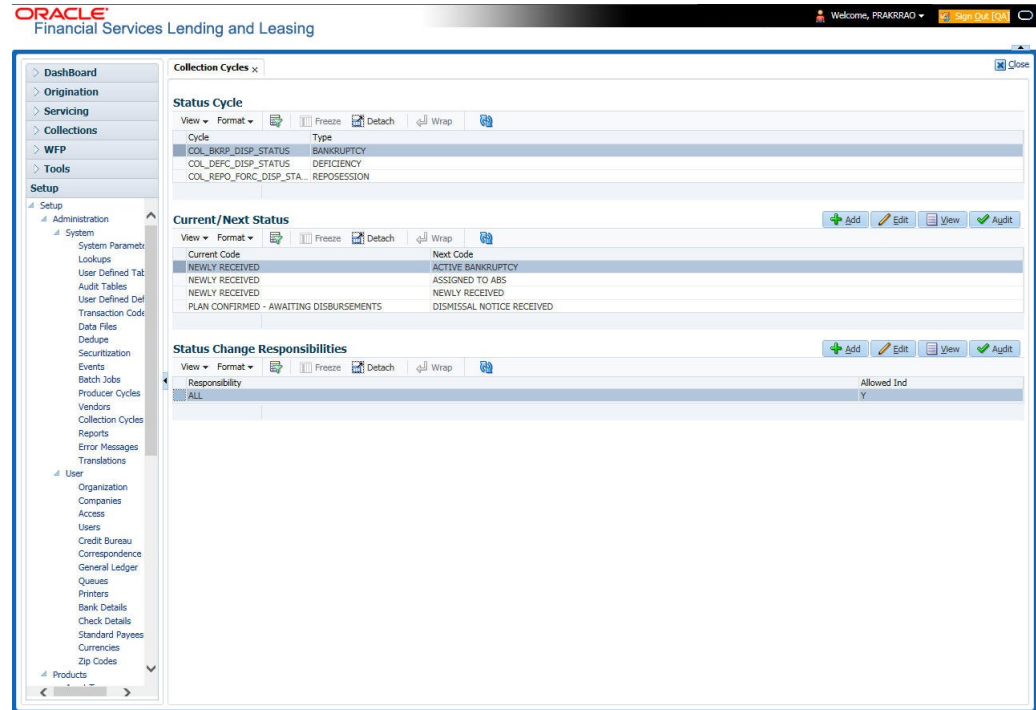 ORACLE
Financial Services Lending and Leasing
Welcome, PRAKRRAO
Sign Out [QA]
DashBoard
Origination
Servicing
Collections
WFP
Tools
Setup
Setup
Administration
System
System Paramete
Lookups
User Defined Tab
Audit Tables
User Defined Def
Transaction Code
Data Files
Dedupe
Securitization
Events
Batch Jobs
Producer Cycles
Vendors
Collection Cycles
Reports
Error Messages
Translations
User
Organization
Companies
Access
Users
Credit Bureau
Correspondence
General Ledger
Queues
Printers
Bank Details
Check Details
Standard Payees
Currencies
Zip Codes
Products
Collection Cycles x
Close
Status Cycle
View Format Freeze Detach Wrap
Cycle Type
COL_BKRP_DISP_STATUS BANKRUPTCY
COL_DEFC_DISP_STATUS DEFICIENCY
COL_REPO_FORC_DISP_STA... REPOSESSION
Current/Next Status
Add Edit View Audit
View Format Freeze Detach Wrap
Current Code Next Code
NEWLY RECEIVED ACTIVE BANKRUPTCY
NEWLY RECEIVED ASSIGNED TO ABS
NEWLY RECEIVED NEWLY RECEIVED
PLAN CONFIRMED - AWAITING DISBURSEMENTS DISMISSAL NOTICE RECEIVED
Status Change Responsibilities
Add Edit View Audit
View Format Freeze Detach Wrap
Responsibility Allowed Ind
ALL Y